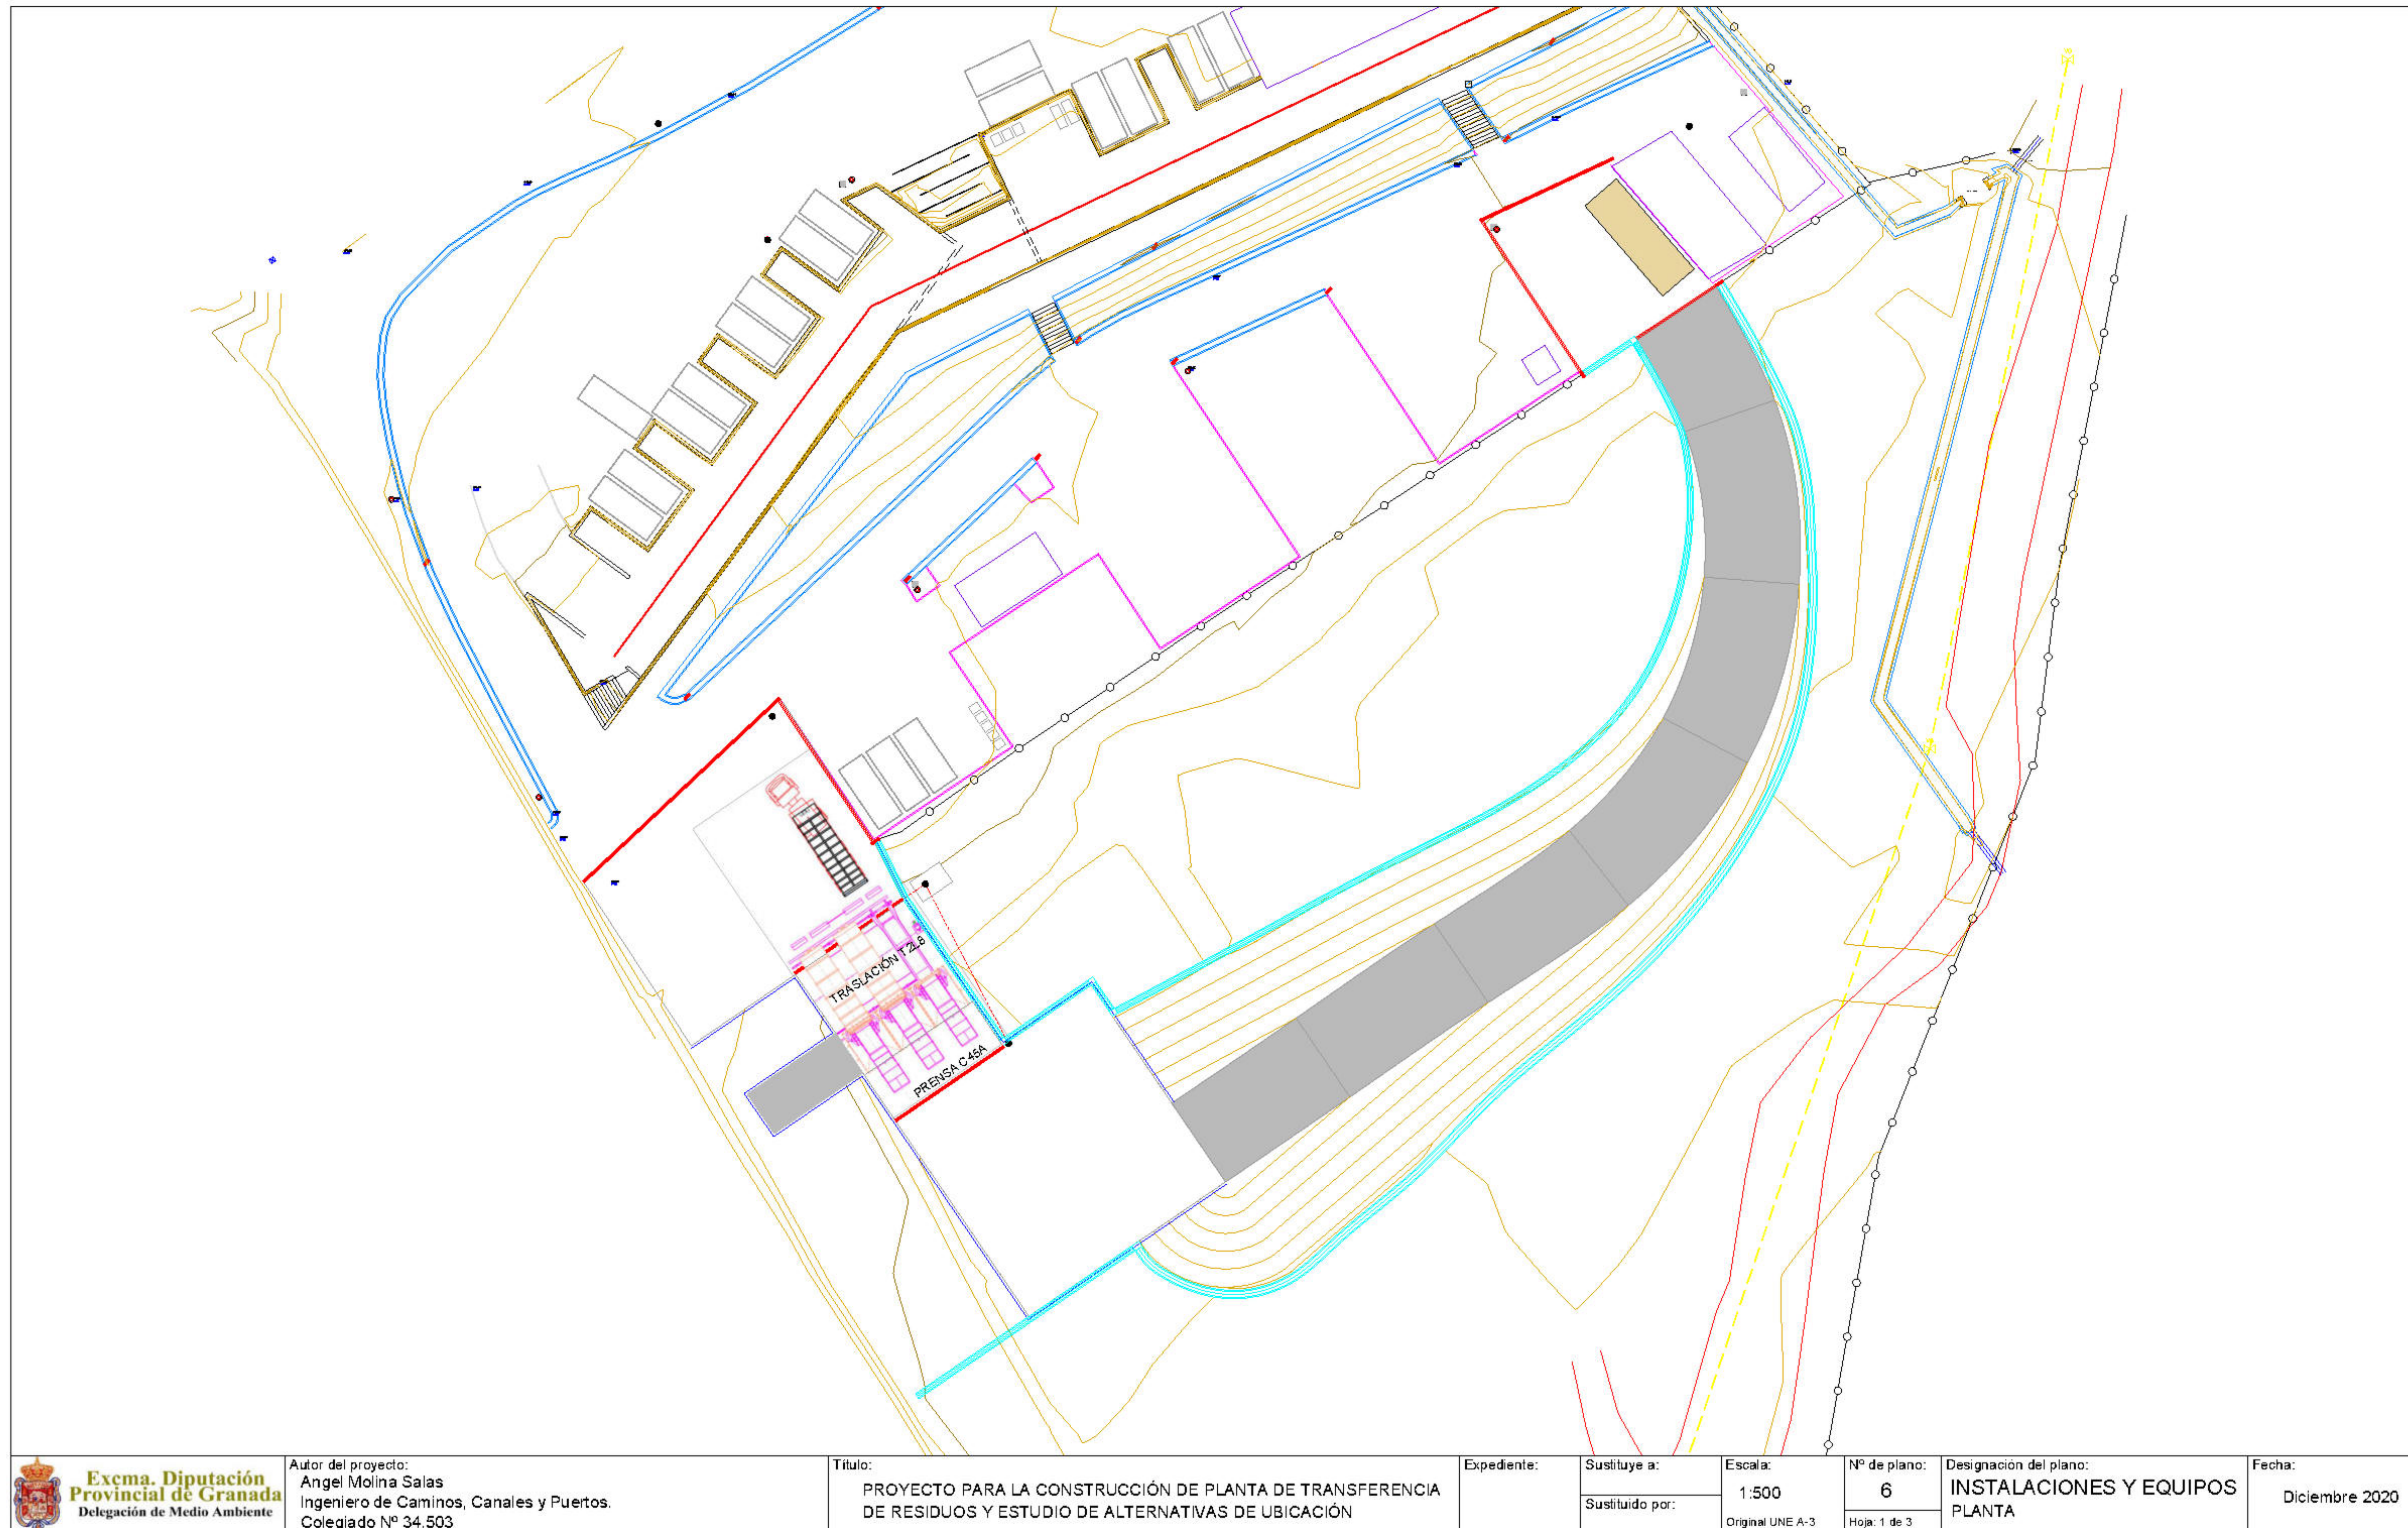 TRASLACIÓN T2L8
PRENSA C45A
Excma. Diputación
Provincial de Granada
Delegación de Medio Ambiente
Autor del proyecto:
Angel Molina Salas
Ingeniero de Caminos, Canales y Puertos.
Colegiado Nº 34.503
Título:
PROYECTO PARA LA CONSTRUCCIÓN DE PLANTA DE TRANSFERENCIA
DE RESIDUOS Y ESTUDIO DE ALTERNATIVAS DE UBICACIÓN
Expediente:
Sustituye a:
Sustituido por:
Escala:
1:500
Original UNE A-3
Nº de plano:
6
Hoja: 1 de 3
Designación del plano:
INSTALACIONES Y EQUIPOS
PLANTA
Fecha:
Diciembre 2020